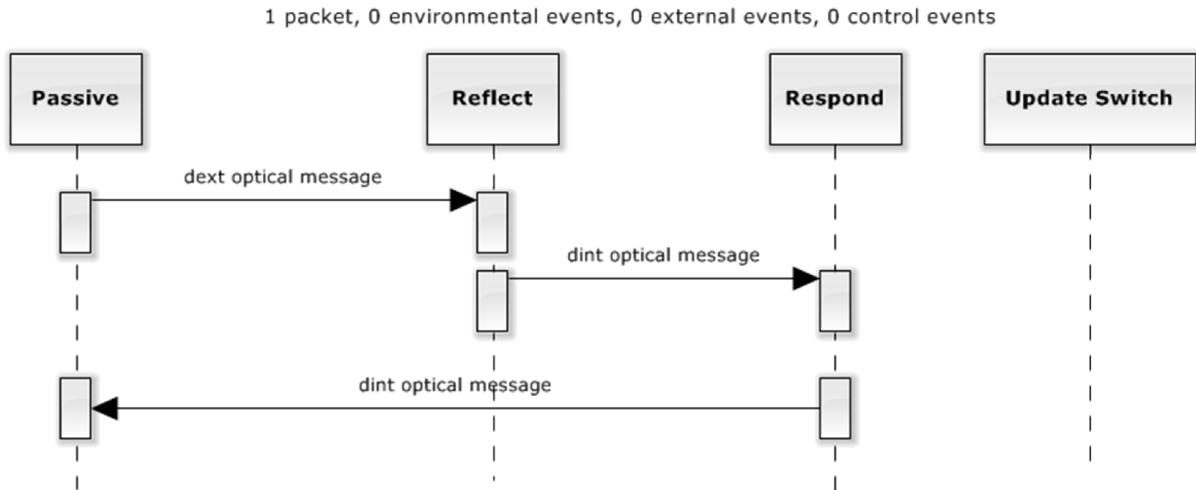 1 packet, 0 environmental events, 0 external events, 0 control events
Passive
Reflect
Respond
Update Switch
dext optical message
dint optical message
dint optical message